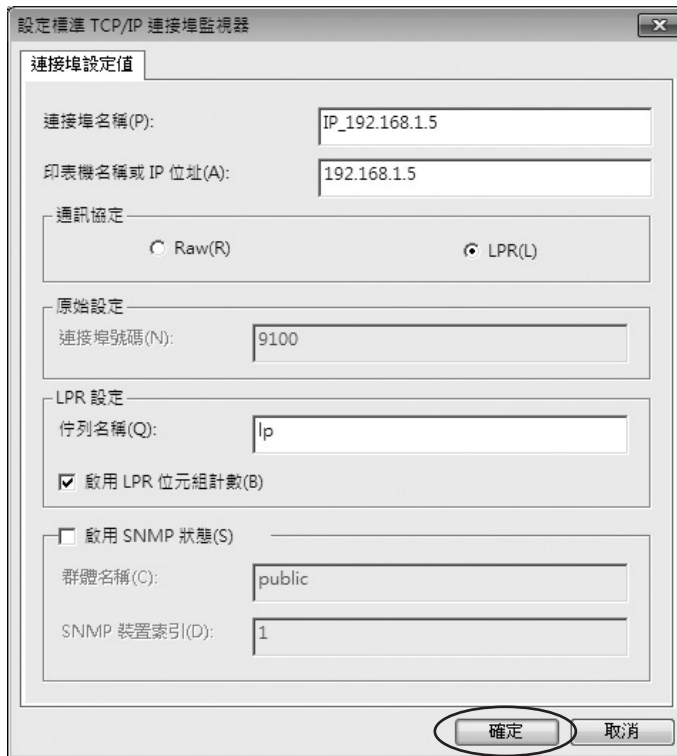 設定標準 TCP/IP 連接埠監視器
連接埠設定值
連接埠名稱(P): IP_192.168.1.5
印表機名稱或 IP 位址(A): 192.168.1.5
通訊協定
Raw(R) LPR(L)
原始設定
連接埠號碼(N): 9100
LPR 設定
佇列名稱(Q): lp
啟用 LPR 位元組計數(B)
啟用 SNMP 狀態(S)
群體名稱(C): public
SNMP 裝置索引(D): 1
確定 取消